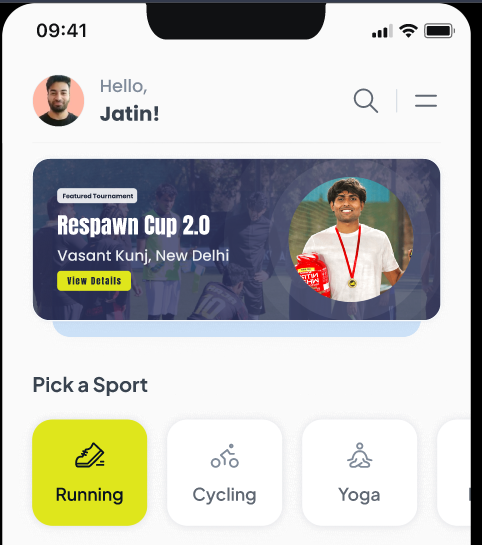 09:41
Hello,
Jatin!
Featured Tournament
Respawn Cup 2.0
Vasant Kunj, New Delhi
View Details
Pick a Sport
Running
Cycling
Yoga